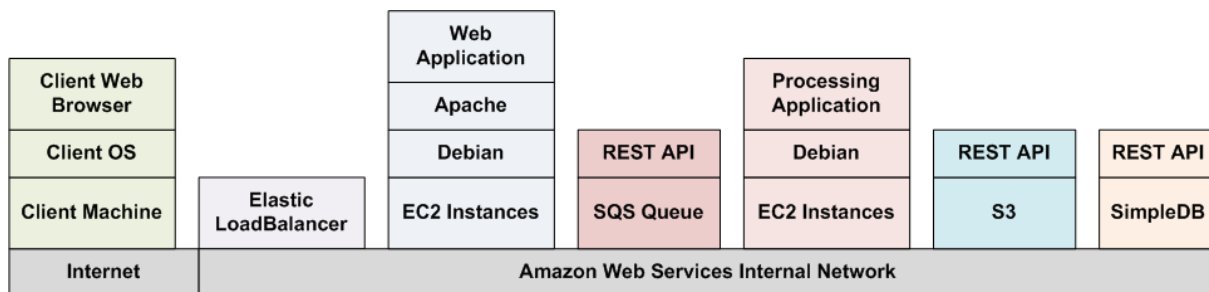 Client Web
Browser
Client OS
Client Machine
Elastic
LoadBalancer
Web
Application
Apache
Debian
EC2 Instances
REST API
SQS Queue
Processing
Application
Debian
EC2 Instances
REST API
S3
REST API
SimpleDB
Internet
Amazon Web Services Internal Network